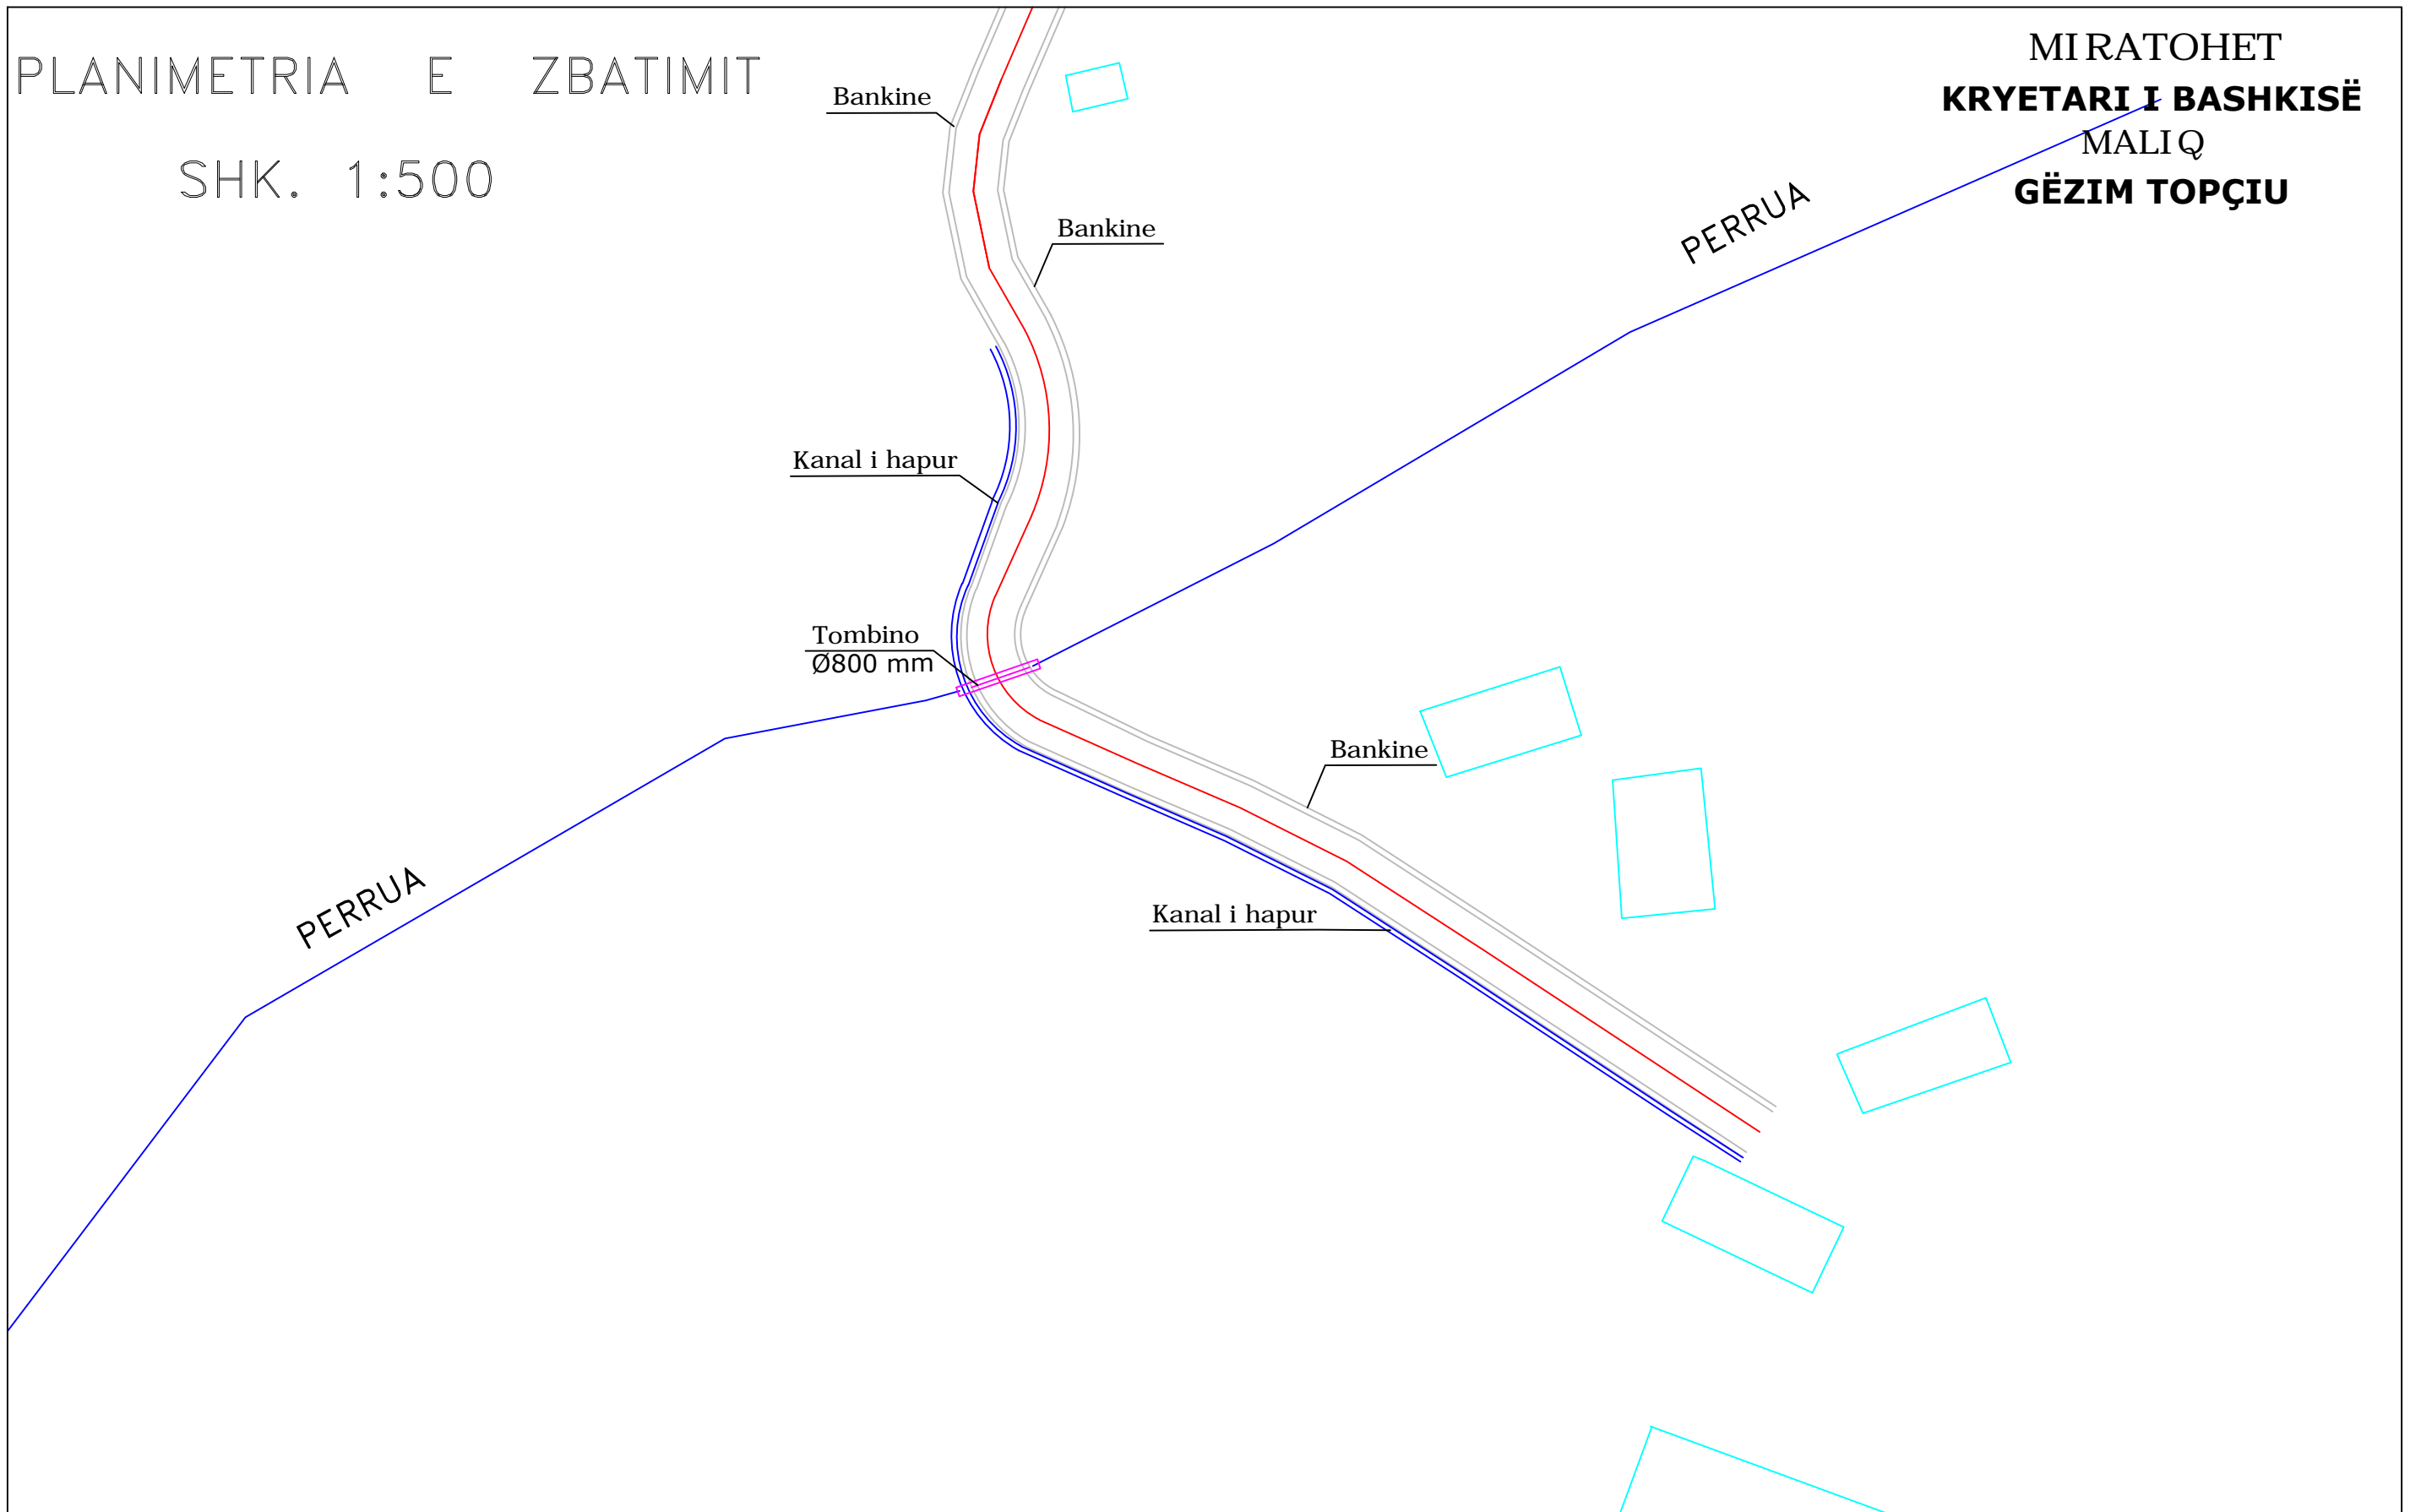 PLANIMETRIA E ZBATIMIT
SHK. 1:500
MIRATOHET
KRYETARI I BASHKISË
MALIQ
GËZIM TOPÇIU
Bankine
Bankine
PERRUA
Kanal i hapur
Tombino
Ø800 mm
Bankine
PERRUA
Kanal i hapur